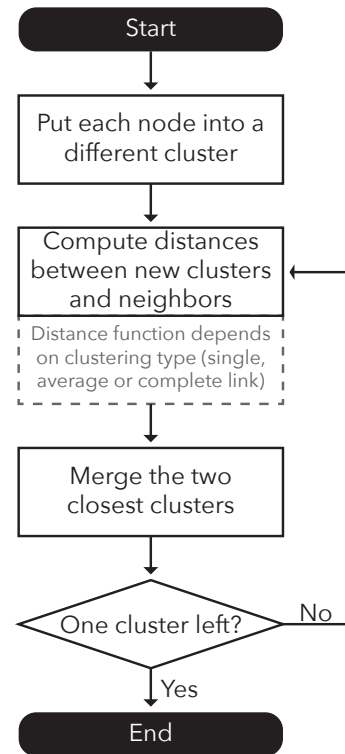 Start
Put each node into a
different cluster
Compute distances
between new clusters
and neighbors
Distance function depends
on clustering type (single,
average or complete link)
Merge the two
closest clusters
One cluster left?
No
Yes
End